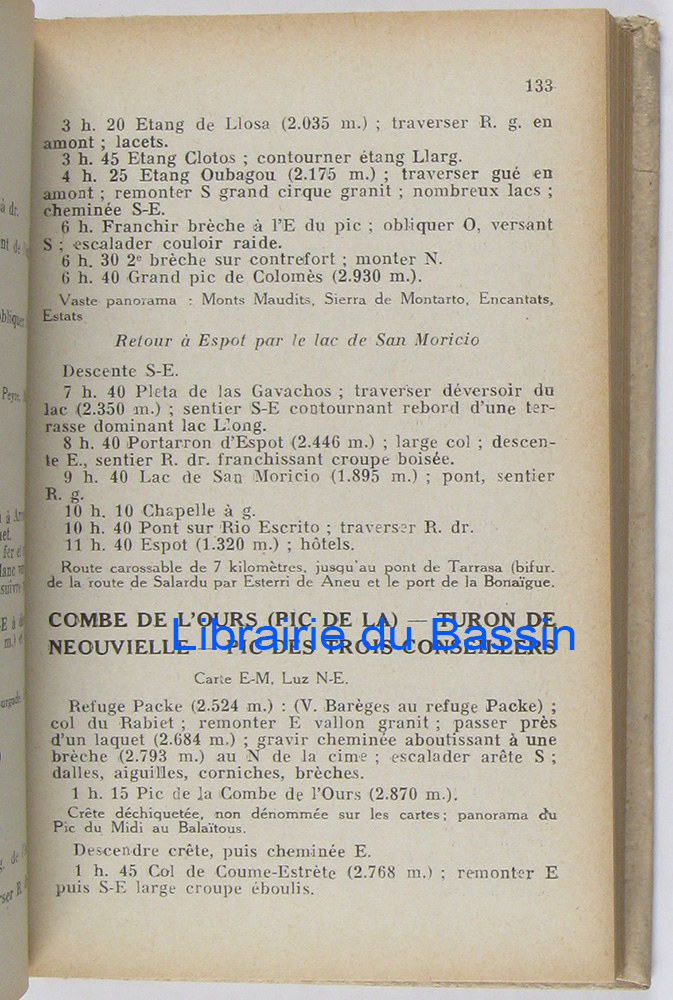 133
3 h. 20 Etang de Llosa (2.035 m.) ; traverser R. g. en
amont ; lacets.
3 h. 45 Etang Clotos ; contourner étang Llarg.
4 h. 25 Etang Oubagou (2.175 m.) ; traverser gué en
amont ; remonter S grand cirque granit ; nombreux lacs ;
cheminée S-E.
6 h. Franchir brèche à l'E du pic ; obliquer O, versant
S ; escalader couloir raide.
6 h. 30 2e brèche sur contrefort ; monter N.
6 h. 40 Grand pic de Colomès (2.930 m.).
Vaste panorama : Monts Maudits, Sierra de Montarto, Encantats,
Estats
Retour à Espot par le lac de San Moricio
Descente S-E.
7 h. 40 Pleta de las Gavachos ; traverser déversoir du
lac (2.350 m.) ; sentier S-E contournant rebord d'une ter-
rasse dominant lac Llong.
8 h. 40 Portarron d'Espot (2.446 m.) ; large col ; descen-
te E., sentier R. dr. franchissant croupe boisée.
9 h. 40 Lac de San Moricio (1.895 m.) ; pont, sentier
R. g.
10 h. 10 Chapelle à g.
10 h. 40 Pont sur Rio Escrito ; traverser R. dr.
11 h. 40 Espot (1.320 m.) ; hôtels.
Route carossable de 7 kilomètres, jusqu'au pont de Tarrasa (bifur.
de la route de Salardu par Esterri de Aneu et le port de la Bonaïgue.
COMBE DE L'OURS (PIC DE LA) — TURON DE
NEOUVIELLE — PIC DES TROIS CONSEILLERS
Librairie du Bassin
Carte E-M, Luz N-E.
Refuge Packe (2.524 m.) : (V. Barèges au refuge Packe) ;
col du Rabiet ; remonter E vallon granit ; passer près
d'un laquet (2.684 m.) ; gravir cheminée aboutissant à une
brèche (2.793 m.) au N de la cime ; escalader arête S ;
dalles, aiguilles, corniches, brèches.
1 h. 15 Pic de la Combe de l'Ours (2.870 m.).
Crête déchiquetée, non dénommée sur les cartes ; panorama du
Pic du Midi au Balaïtous.
Descendre crête, puis cheminée E.
1 h. 45 Col de Coume-Estrète (2.768 m.) ; remonter E
puis S-E large croupe éboulis.